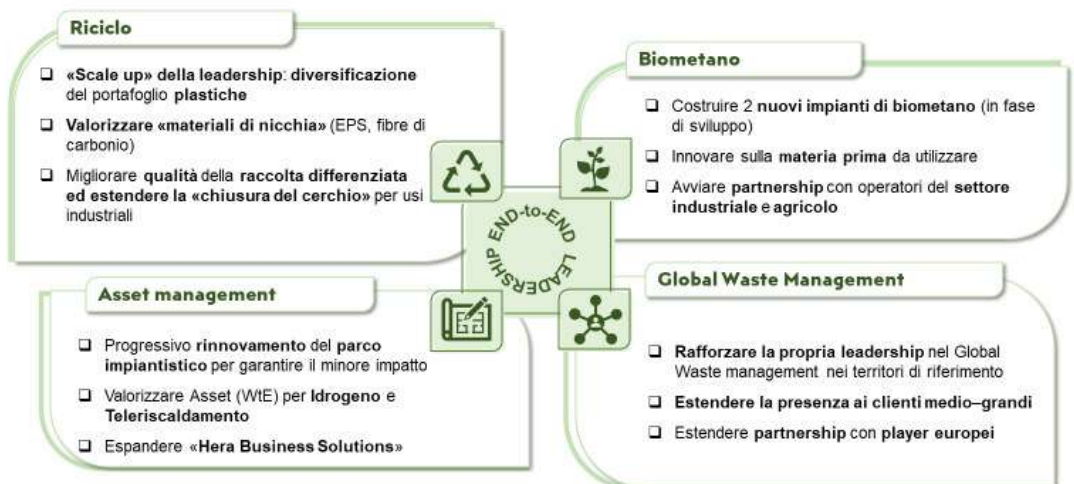 Riciclo
❑ «Scale up» della leadership: diversificazione
del portafoglio plastiche
❑ Valorizzare «materiali di nicchia» (EPS, fibre di
carbonio)
❑ Migliorare qualità della raccolta differenziata
ed estendere la «chiusura del cerchio» per usi
industriali
Biometano
❑ Costruire 2 nuovi impianti di biometano (in fase
di sviluppo)
❑ Innovare sulla materia prima da utilizzare
❑ Avviare partnership con operatori del settore
industriale e agricolo
END-to-END LEADERSHIP
Asset management
❑ Progressivo rinnovamento del parco
impiantistico per garantire il minore impatto
❑ Valorizzare Asset (WtE) per Idrogeno e
Teleriscaldamento
❑ Espandere «Hera Business Solutions»
Global Waste Management
❑ Rafforzare la propria leadership nel Global
Waste management nei territori di riferimento
❑ Estendere la presenza ai clienti medio–grandi
❑ Estendere partnership con player europei